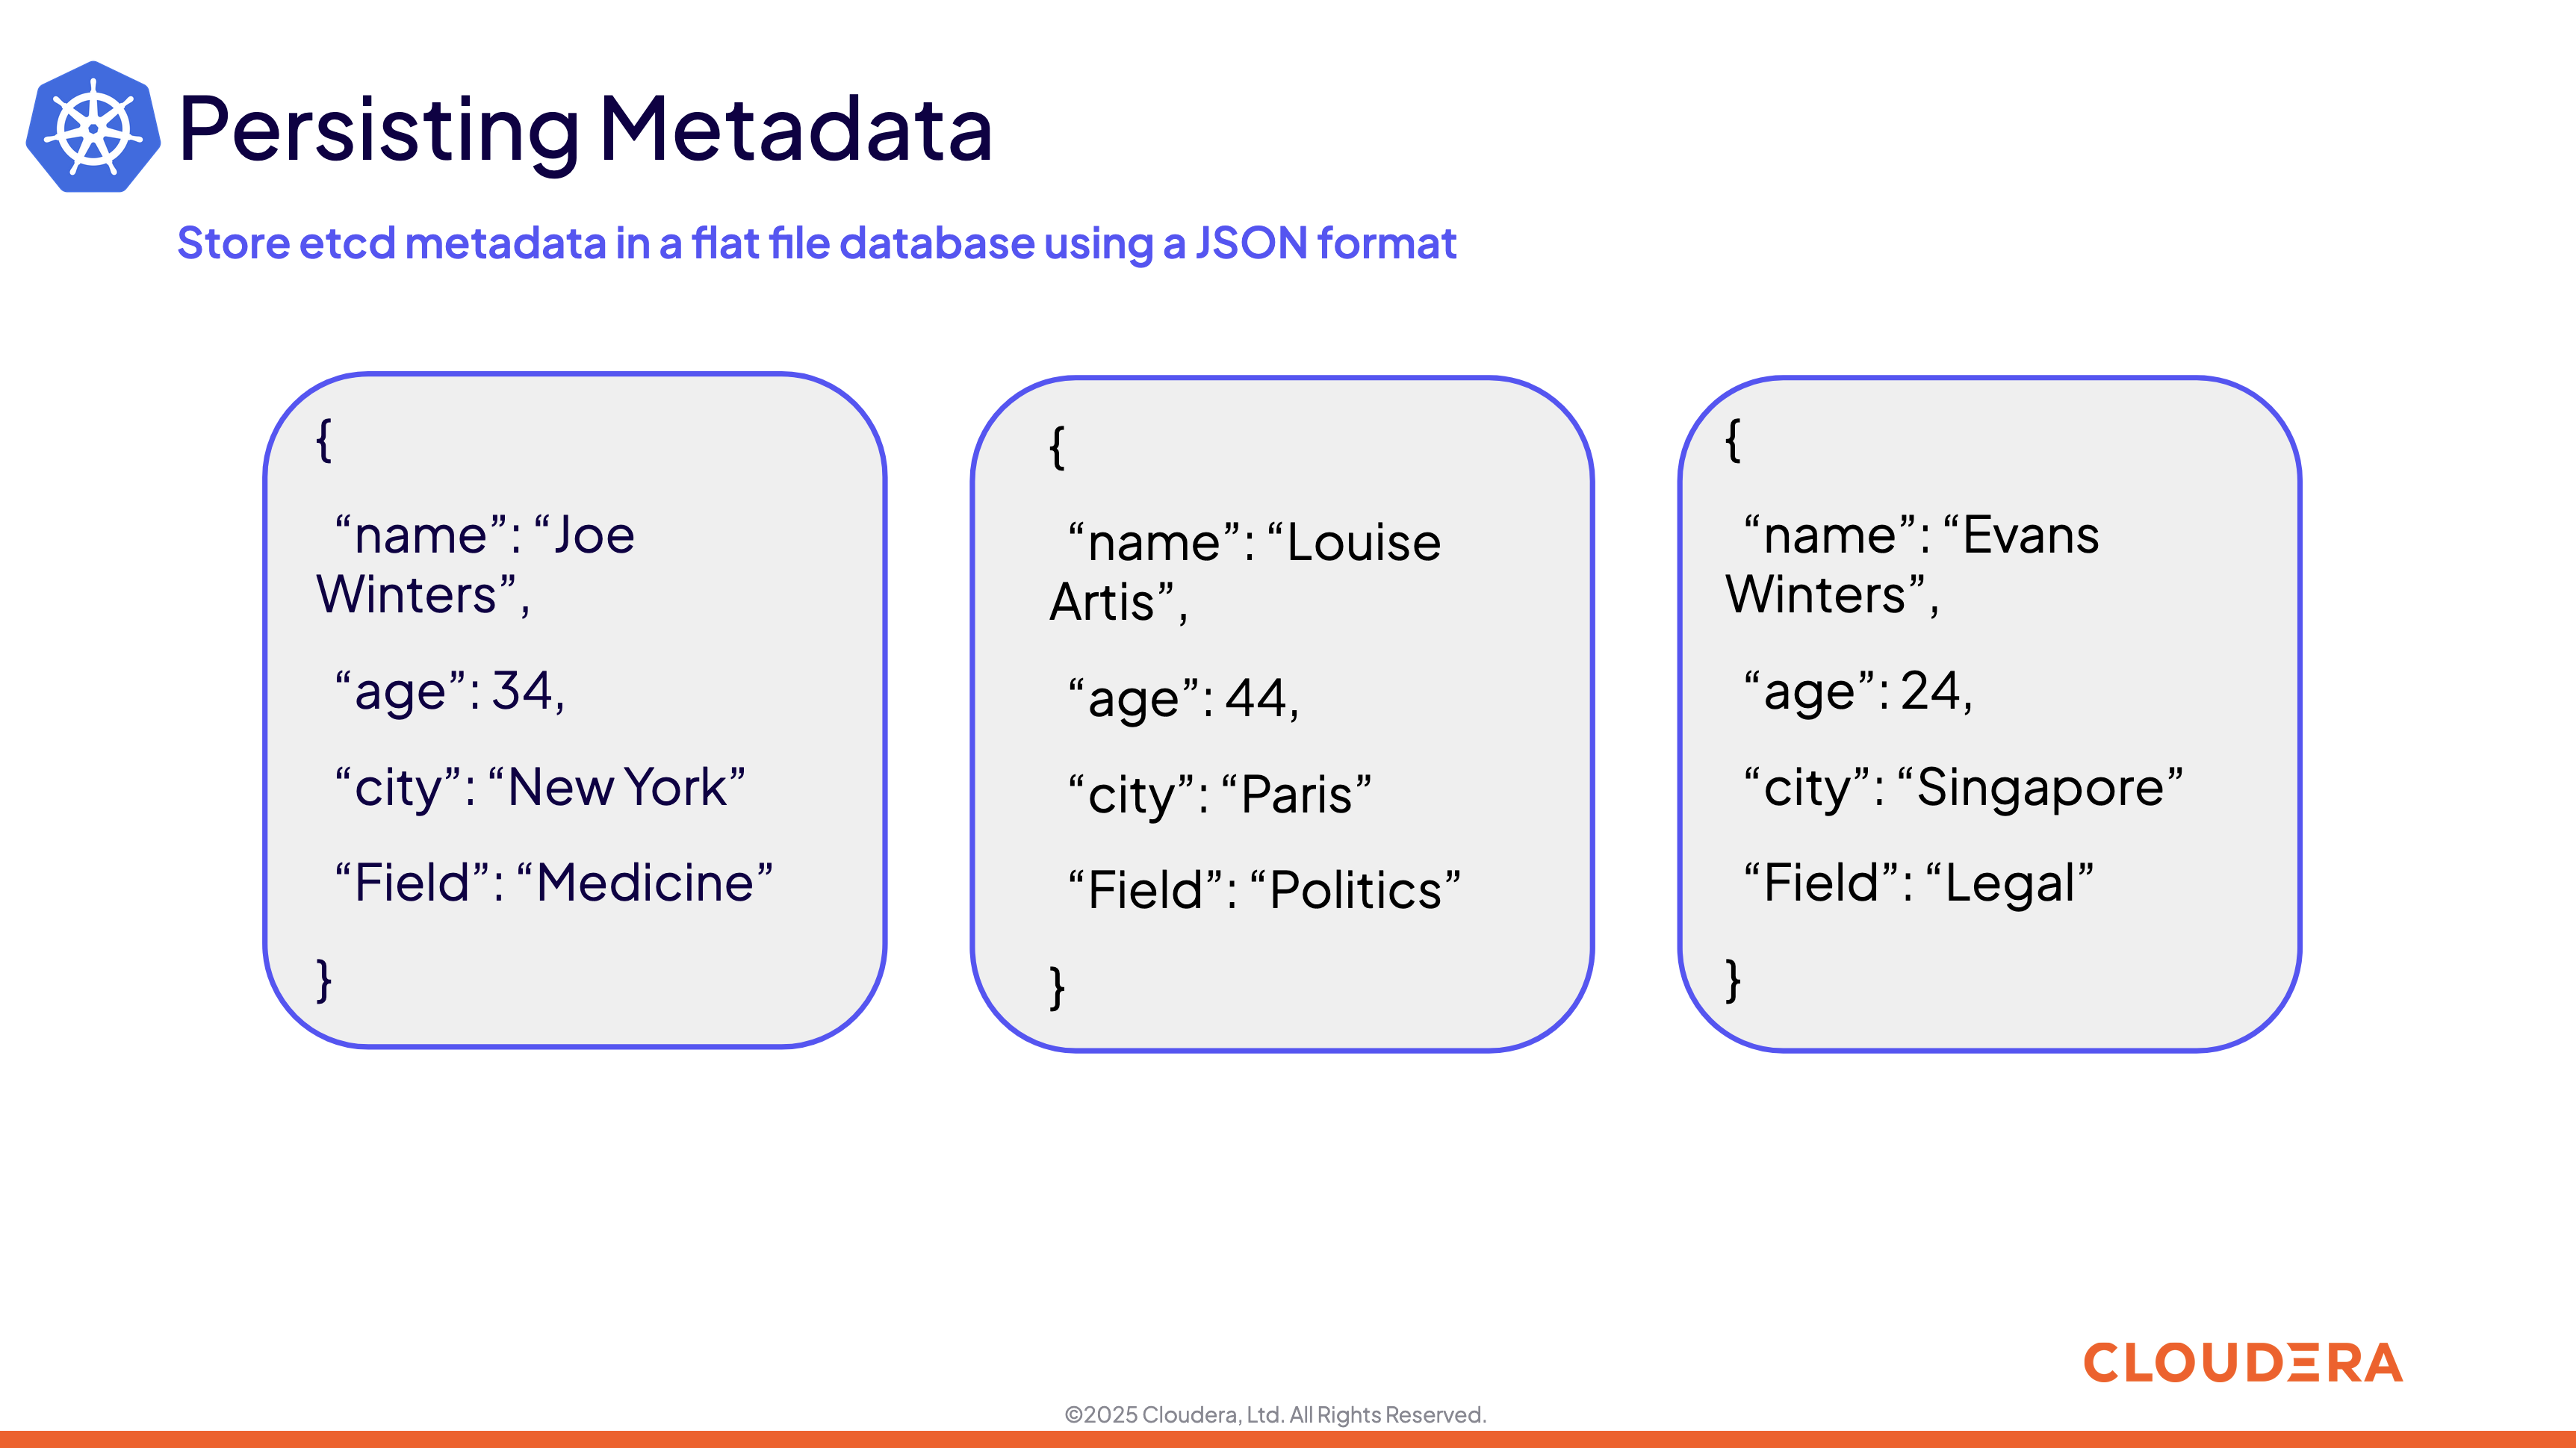 Persisting Metadata
Store etcd metadata in a flat file database using a JSON format
{
“name”: “Joe
Winters”,
“age”: 34,
“city”: “New York”
“Field”: “Medicine”
}
{
“name”: “Louise
Artis”,
“age”: 44,
“city”: “Paris”
“Field”: “Politics”
}
{
“name”: “Evans
Winters”,
“age”: 24,
“city”: “Singapore”
“Field”: “Legal”
}
CLOUDERA
©2025 Cloudera, Ltd. All Rights Reserved.